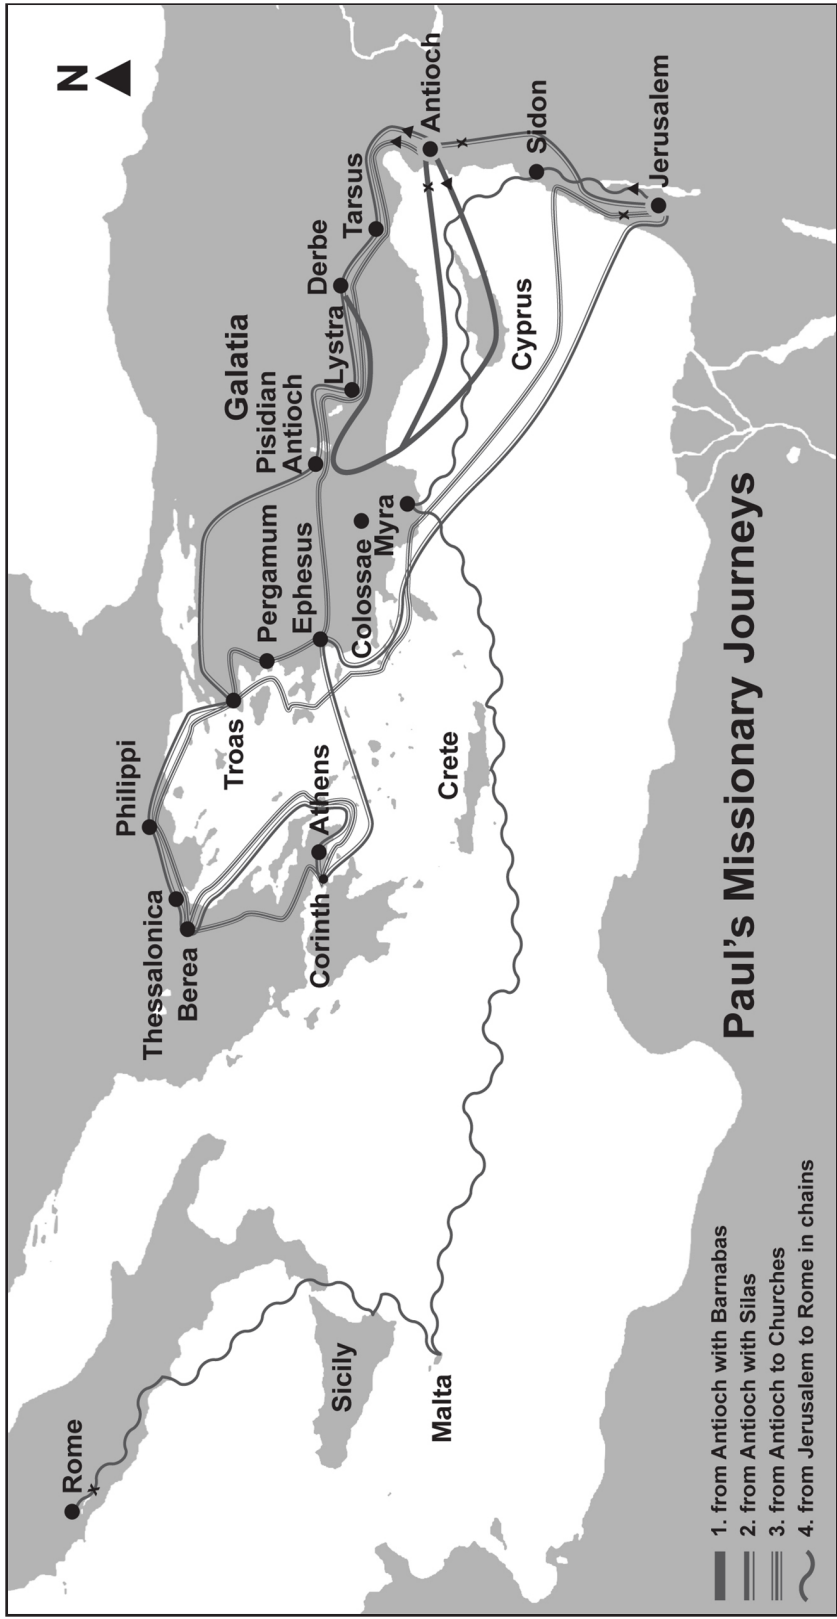 N
Rome
Sicily
Malta
Thessalonica
Berea
Philippi
Corinth
Athens
Crete
Troas
Pergamum
Ephesus
Colossae
Myra
Galatia
Pisidian
Antioch
Lystra
Derbe
Tarsus
Antioch
Cyprus
Sidon
Jerusalem
Paul's Missionary Journeys
1. from Antioch with Barnabas
2. from Antioch with Silas
3. from Antioch to Churches
4. from Jerusalem to Rome in chains